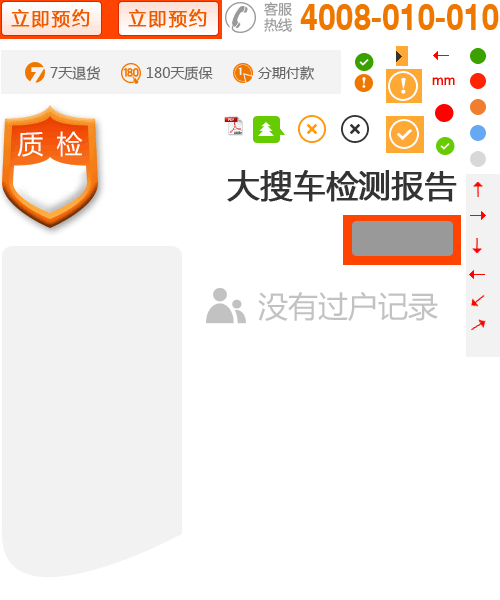 立即预约
立即预约
客服热线
4008-010-010
7天退货
180天质保
分期付款
mm
质检
大搜车检测报告
没有过户记录